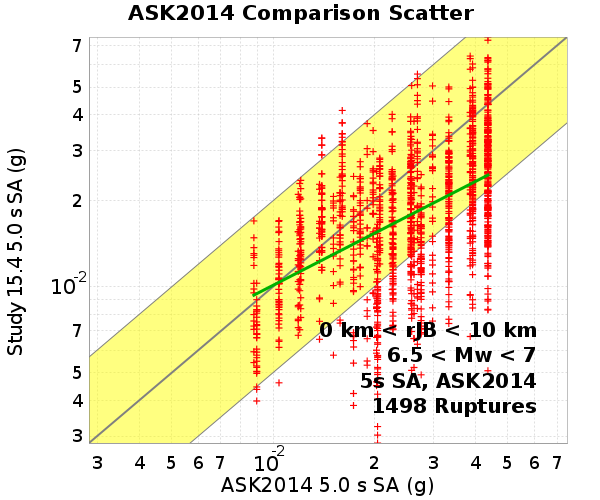 ASK2014 Comparison Scatter
Study 15.4 5.0 s SA (g)
7
5
4
3
2
10-2
7
5
4
3
0 km < rJB < 10 km
6.5 < Mw < 7
5s SA, ASK2014
1498 Ruptures
3 4 5 6 7 10-2 2 3 4 5 6 7
ASK2014 5.0 s SA (g)